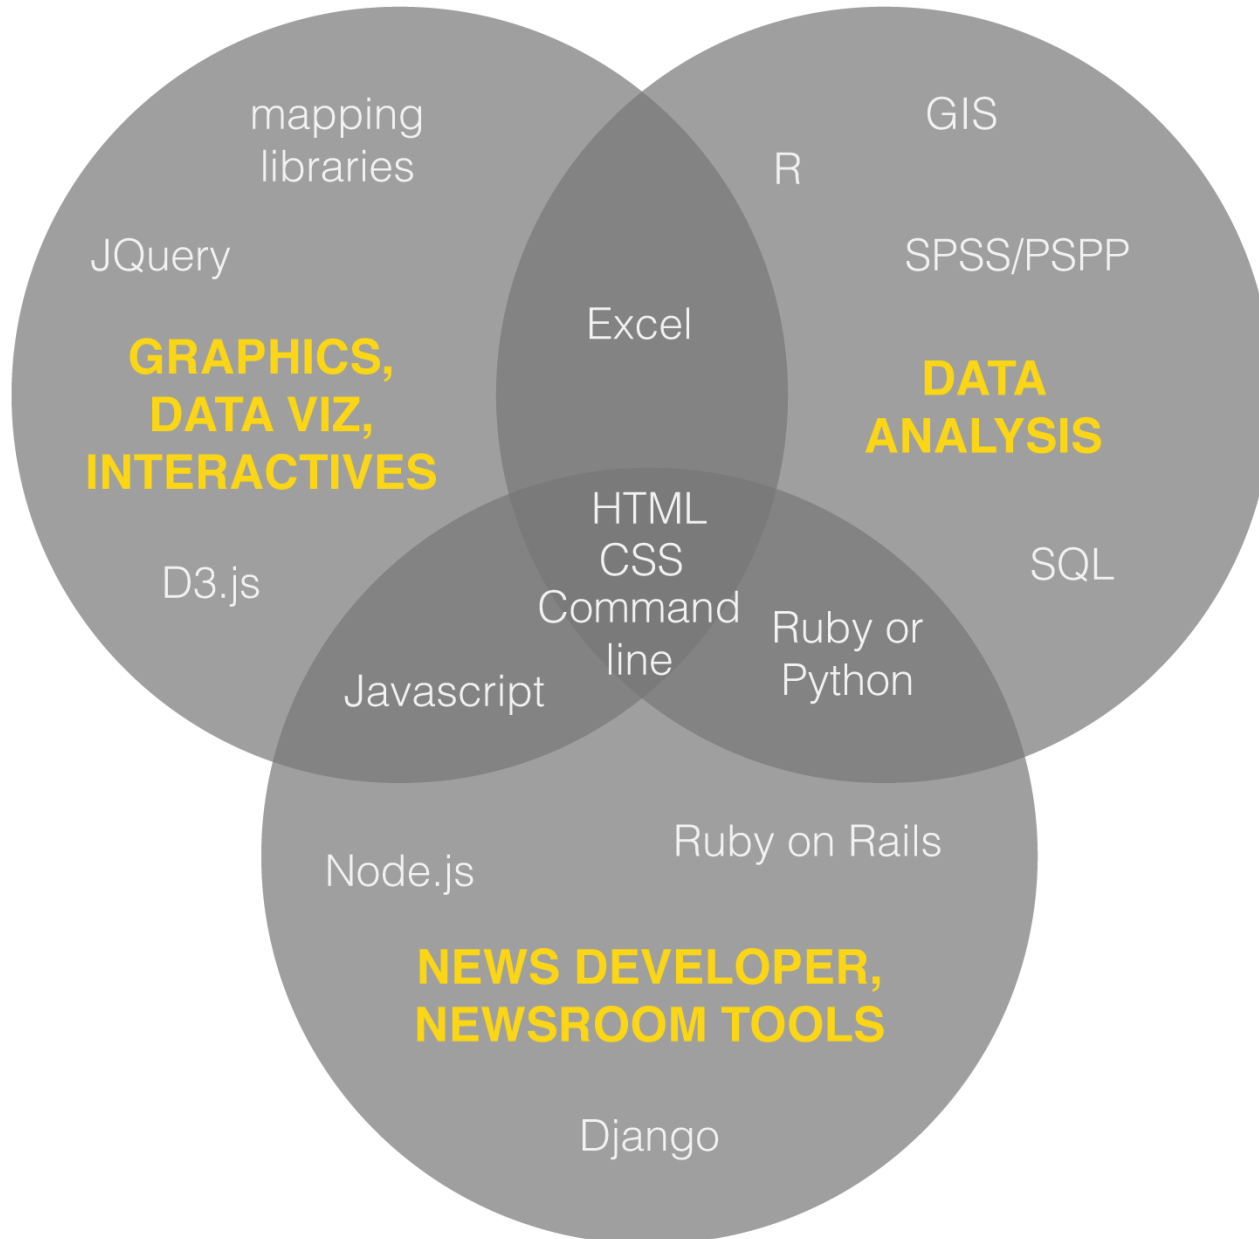 mapping
libraries
JQuery
GRAPHICS,
DATA VIZ,
INTERACTIVES
D3.js
Excel
GIS
R
SPSS/PSPP
DATA
ANALYSIS
SQL
HTML
CSS
Command
line
Javascript
Ruby or
Python
Node.js
Ruby on Rails
NEWS DEVELOPER,
NEWSROOM TOOLS
Django